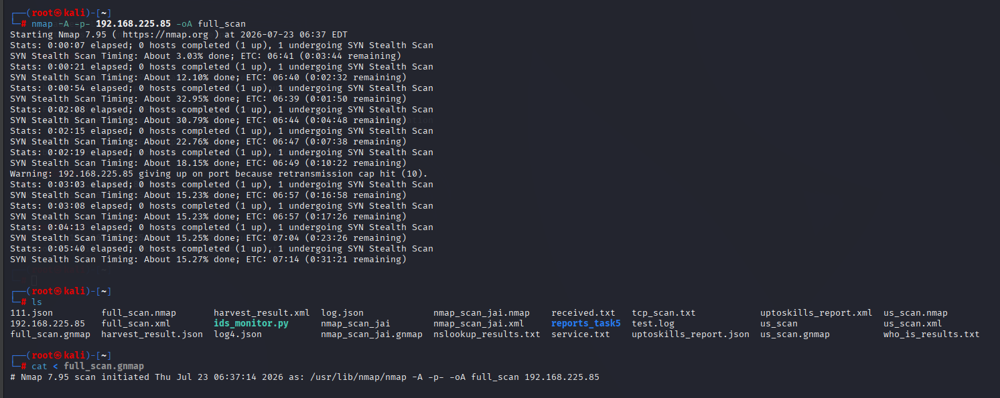 ┌──(root㉿kali)-[~]
└─# nmap -A -p- 192.168.225.85 -oA full_scan
Starting Nmap 7.95 ( https://nmap.org ) at 2026-07-23 06:37 EDT
Stats: 0:00:07 elapsed; 0 hosts completed (1 up), 1 undergoing SYN Stealth Scan
SYN Stealth Scan Timing: About 3.03% done; ETC: 06:41 (0:03:44 remaining)
Stats: 0:00:21 elapsed; 0 hosts completed (1 up), 1 undergoing SYN Stealth Scan
SYN Stealth Scan Timing: About 12.10% done; ETC: 06:40 (0:02:32 remaining)
Stats: 0:00:54 elapsed; 0 hosts completed (1 up), 1 undergoing SYN Stealth Scan
SYN Stealth Scan Timing: About 32.95% done; ETC: 06:39 (0:01:50 remaining)
Stats: 0:02:08 elapsed; 0 hosts completed (1 up), 1 undergoing SYN Stealth Scan
SYN Stealth Scan Timing: About 30.79% done; ETC: 06:44 (0:04:48 remaining)
Stats: 0:02:15 elapsed; 0 hosts completed (1 up), 1 undergoing SYN Stealth Scan
SYN Stealth Scan Timing: About 22.76% done; ETC: 06:47 (0:07:38 remaining)
Stats: 0:02:19 elapsed; 0 hosts completed (1 up), 1 undergoing SYN Stealth Scan
SYN Stealth Scan Timing: About 18.15% done; ETC: 06:49 (0:10:22 remaining)
Warning: 192.168.225.85 giving up on port because retransmission cap hit (10).
Stats: 0:03:03 elapsed; 0 hosts completed (1 up), 1 undergoing SYN Stealth Scan
SYN Stealth Scan Timing: About 15.23% done; ETC: 06:57 (0:16:58 remaining)
Stats: 0:03:08 elapsed; 0 hosts completed (1 up), 1 undergoing SYN Stealth Scan
SYN Stealth Scan Timing: About 15.23% done; ETC: 06:57 (0:17:26 remaining)
Stats: 0:04:13 elapsed; 0 hosts completed (1 up), 1 undergoing SYN Stealth Scan
SYN Stealth Scan Timing: About 15.25% done; ETC: 07:04 (0:23:26 remaining)
Stats: 0:05:40 elapsed; 0 hosts completed (1 up), 1 undergoing SYN Stealth Scan
SYN Stealth Scan Timing: About 15.27% done; ETC: 07:14 (0:31:21 remaining)
┌──(root㉿kali)-[~]
└─# ls
111.json full_scan.nmap harvest_result.xml log.json nmap_scan_jai.nmap received.txt tcp_scan.txt uptoskills_report.xml us_scan.nmap
192.168.225.85 full_scan.xml ids_monitor.py nmap_scan_jai nmap_scan_jai.xml reports_task5 test.log us_scan us_scan.xml
full_scan.gnmap harvest_result.json log4.json nmap_scan_jai.gnmap nslookup_results.txt service.txt uptoskills_report.json us_scan.gnmap who_is_results.txt
┌──(root㉿kali)-[~]
└─# cat < full_scan.gnmap
# Nmap 7.95 scan initiated Thu Jul 23 06:37:14 2026 as: /usr/lib/nmap/nmap -A -p- -oA full_scan 192.168.225.85